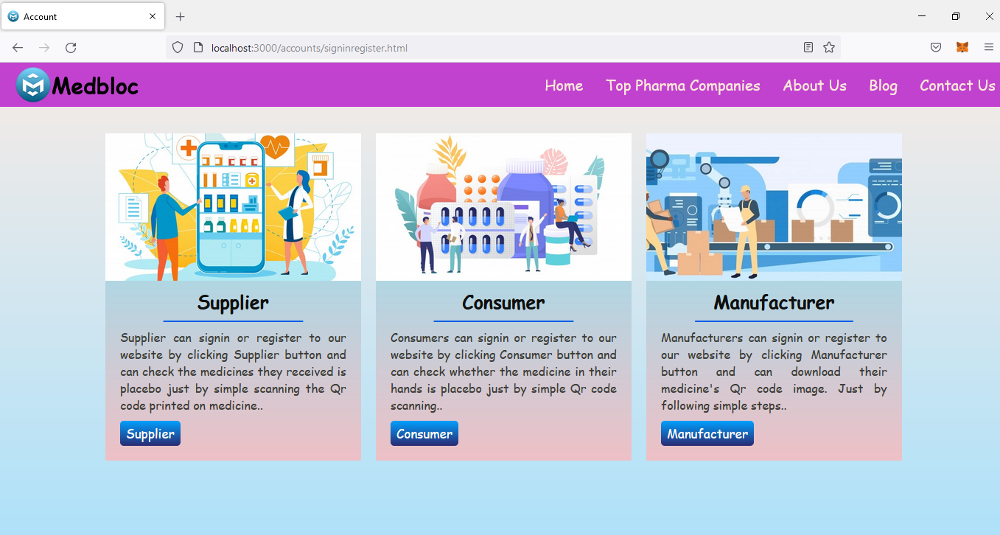 Account
localhost:3000/accounts/signinregister.html
Medbloc
Home
Top Pharma Companies
About Us
Blog
Contact Us
Supplier
Supplier can signin or register to our
website by clicking Supplier button and
can check the medicines they received is
placebo just by simple scanning the Qr
code printed on medicine..
Supplier
Consumer
Consumers can signin or register to our
website by clicking Consumer button and
can check whether the medicine in their
hands is placebo just by simple Qr code
scanning..
Consumer
Manufacturer
Manufacturers can signin or register to
our website by clicking Manufacturer
button and can download their
medicine's Qr code image. Just by
following simple steps..
Manufacturer